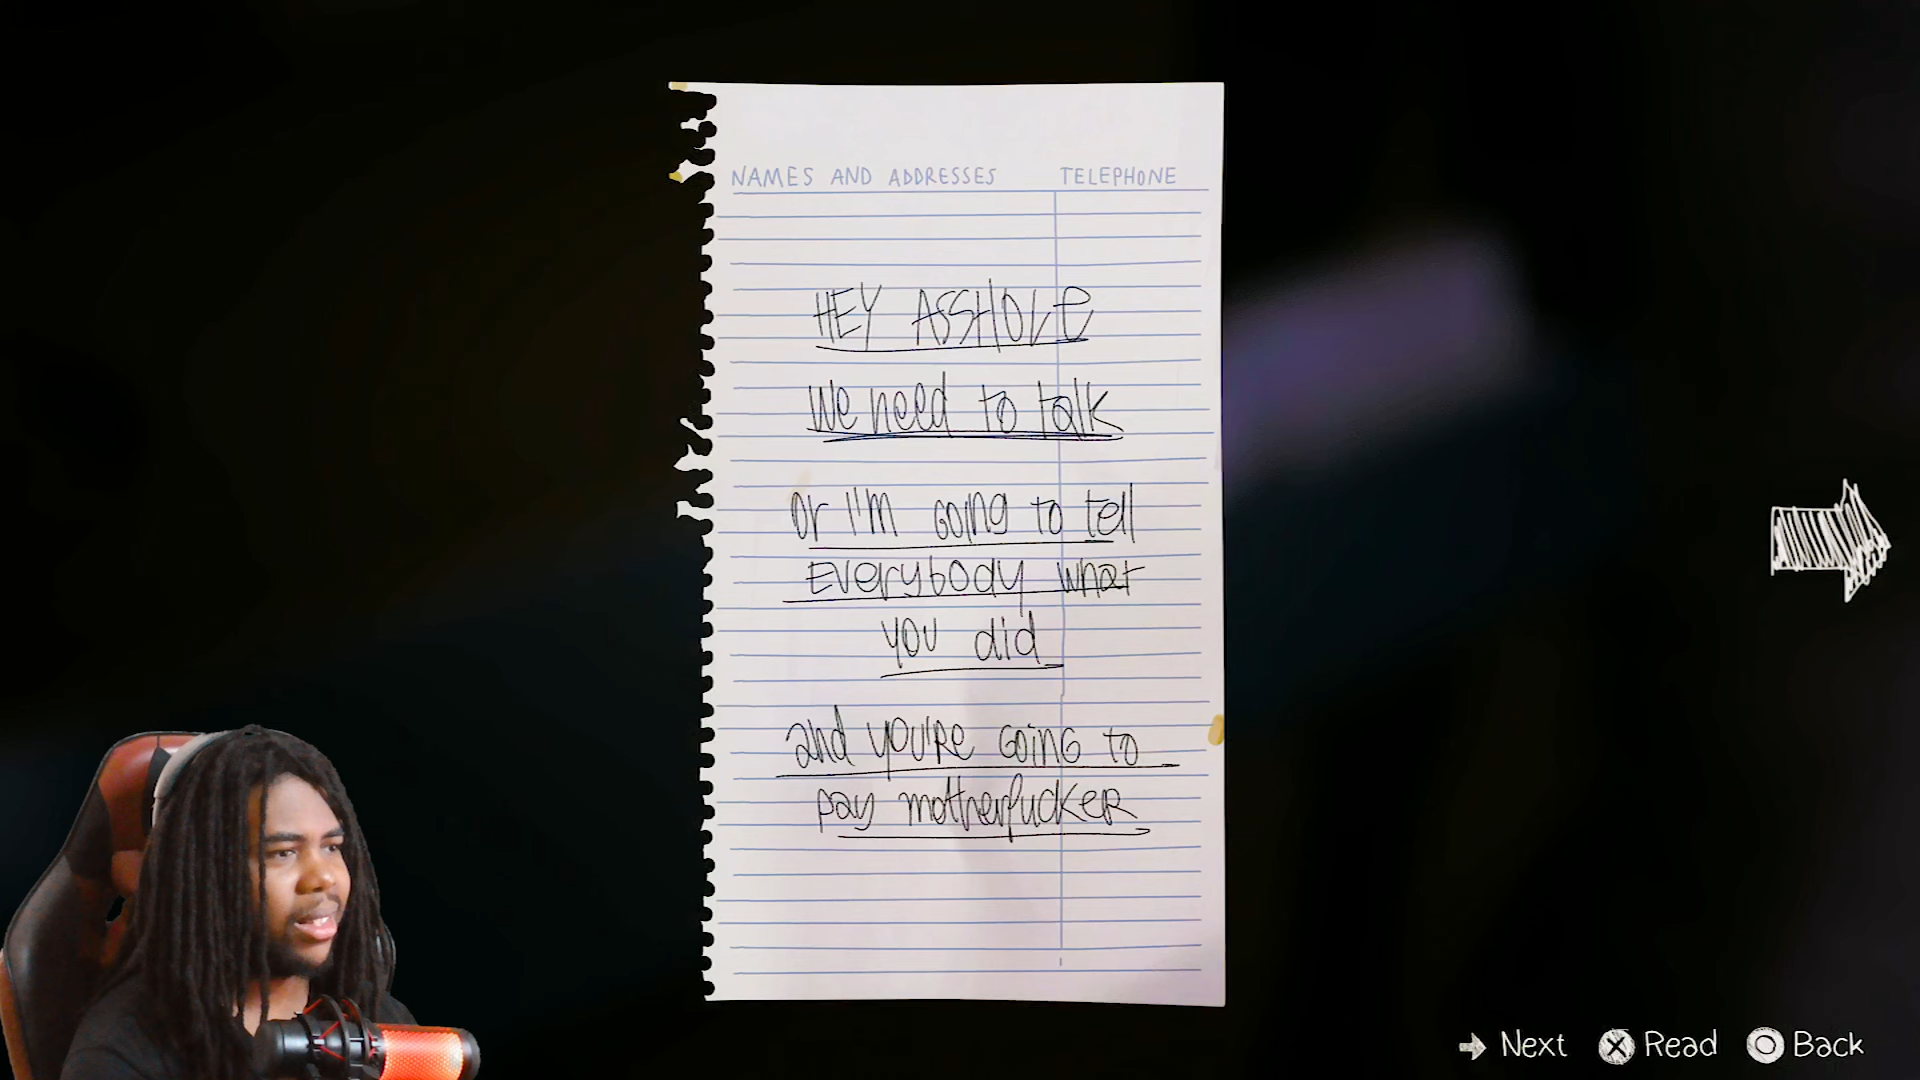 NAMES AND ADDRESSES TELEPHONE
HEY ASSHOLE
We need to talk
or I'm going to tell
Everybody what
you did
and you're going to
pay motherfucker
Next Read Back